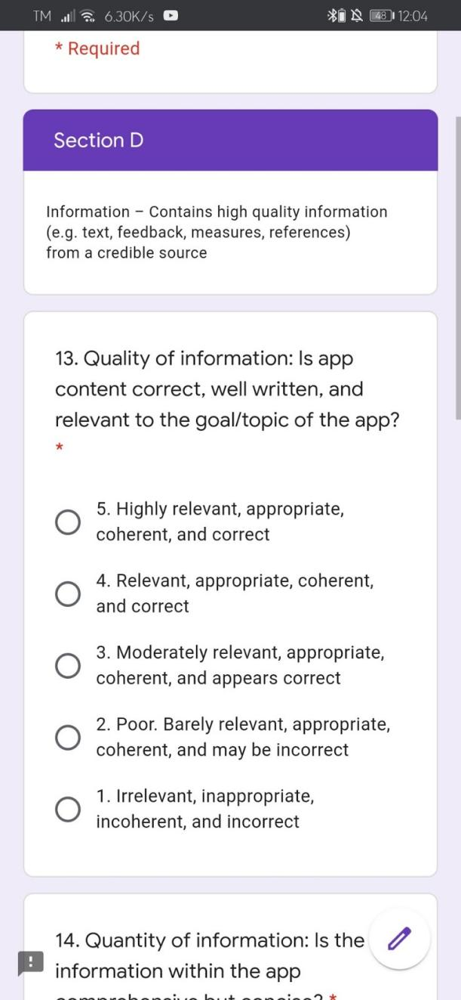 TM 6.30K/s 48 12:04
* Required
Section D
Information – Contains high quality information
(e.g. text, feedback, measures, references)
from a credible source
13. Quality of information: Is app
content correct, well written, and
relevant to the goal/topic of the app?
*
5. Highly relevant, appropriate,
coherent, and correct
4. Relevant, appropriate, coherent,
and correct
3. Moderately relevant, appropriate,
coherent, and appears correct
2. Poor. Barely relevant, appropriate,
coherent, and may be incorrect
1. Irrelevant, inappropriate,
incoherent, and incorrect
14. Quantity of information: Is the
information within the app
comprehensive but concise? *